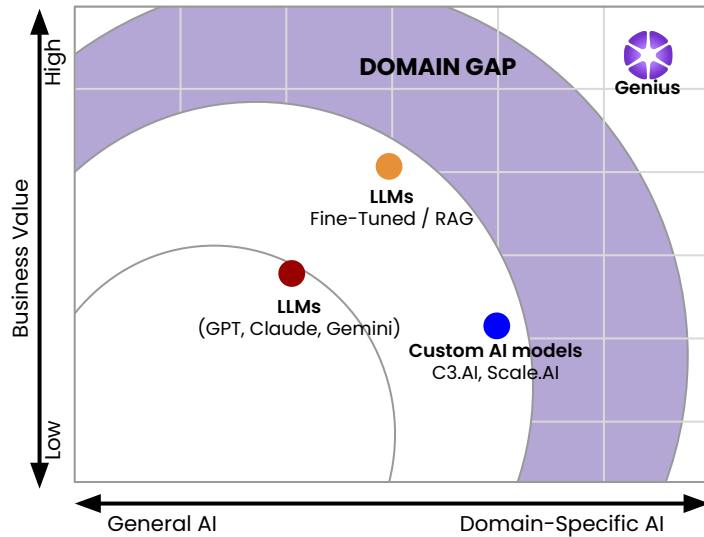 High
DOMAIN GAP
Genius
LLMs
Fine-Tuned / RAG
Business Value
LLMs
(GPT, Claude, Gemini)
Custom AI models
C3.AI, Scale.AI
Low
General AI
Domain-Specific AI